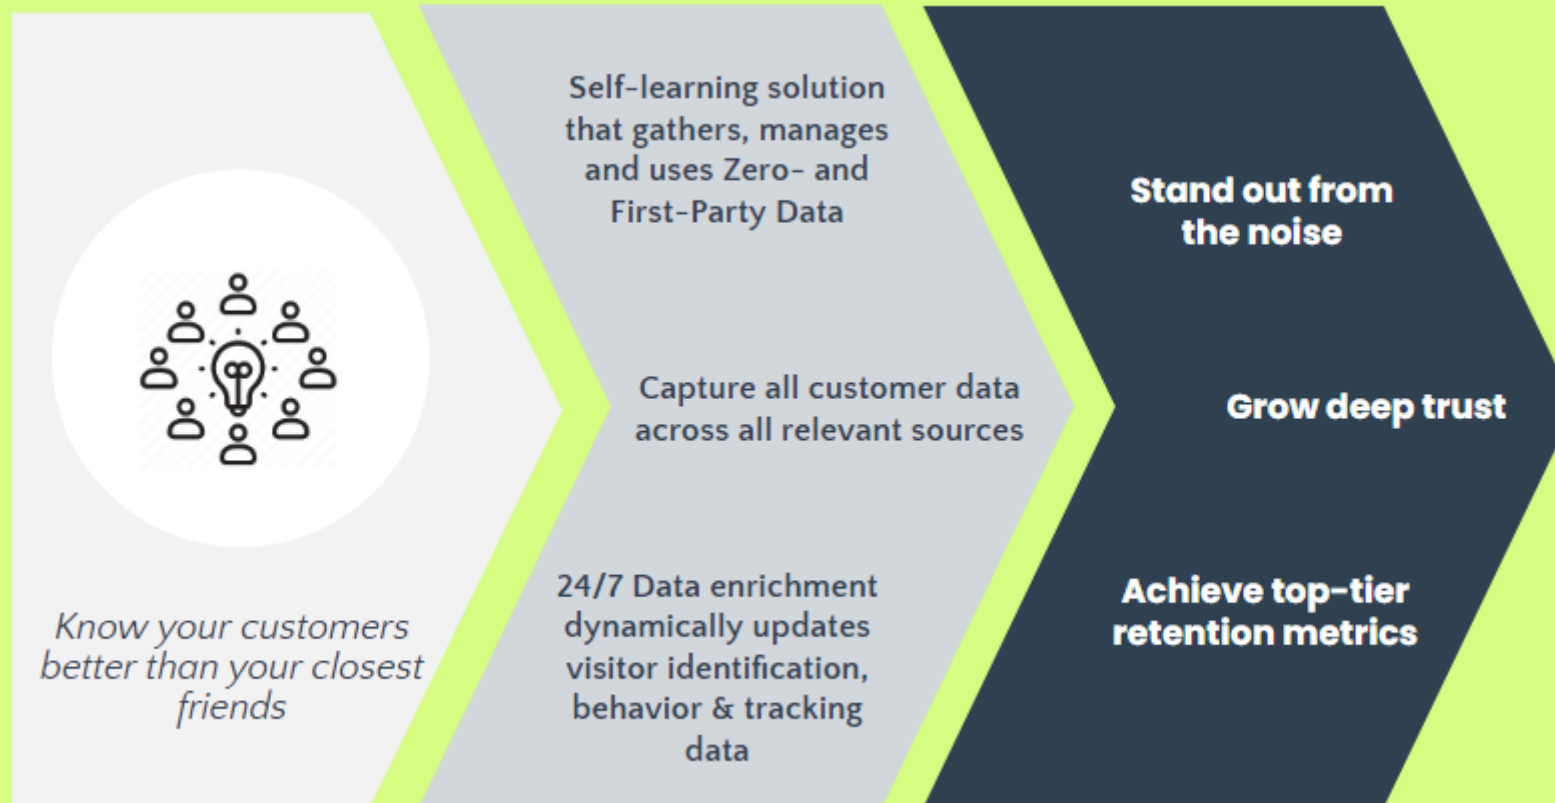 Know your customers
better than your closest
friends
Self-learning solution
that gathers, manages
and uses Zero- and
First-Party Data
Capture all customer data
across all relevant sources
24/7 Data enrichment
dynamically updates
visitor identification,
behavior & tracking
data
Stand out from
the noise
Grow deep trust
Achieve top-tier
retention metrics